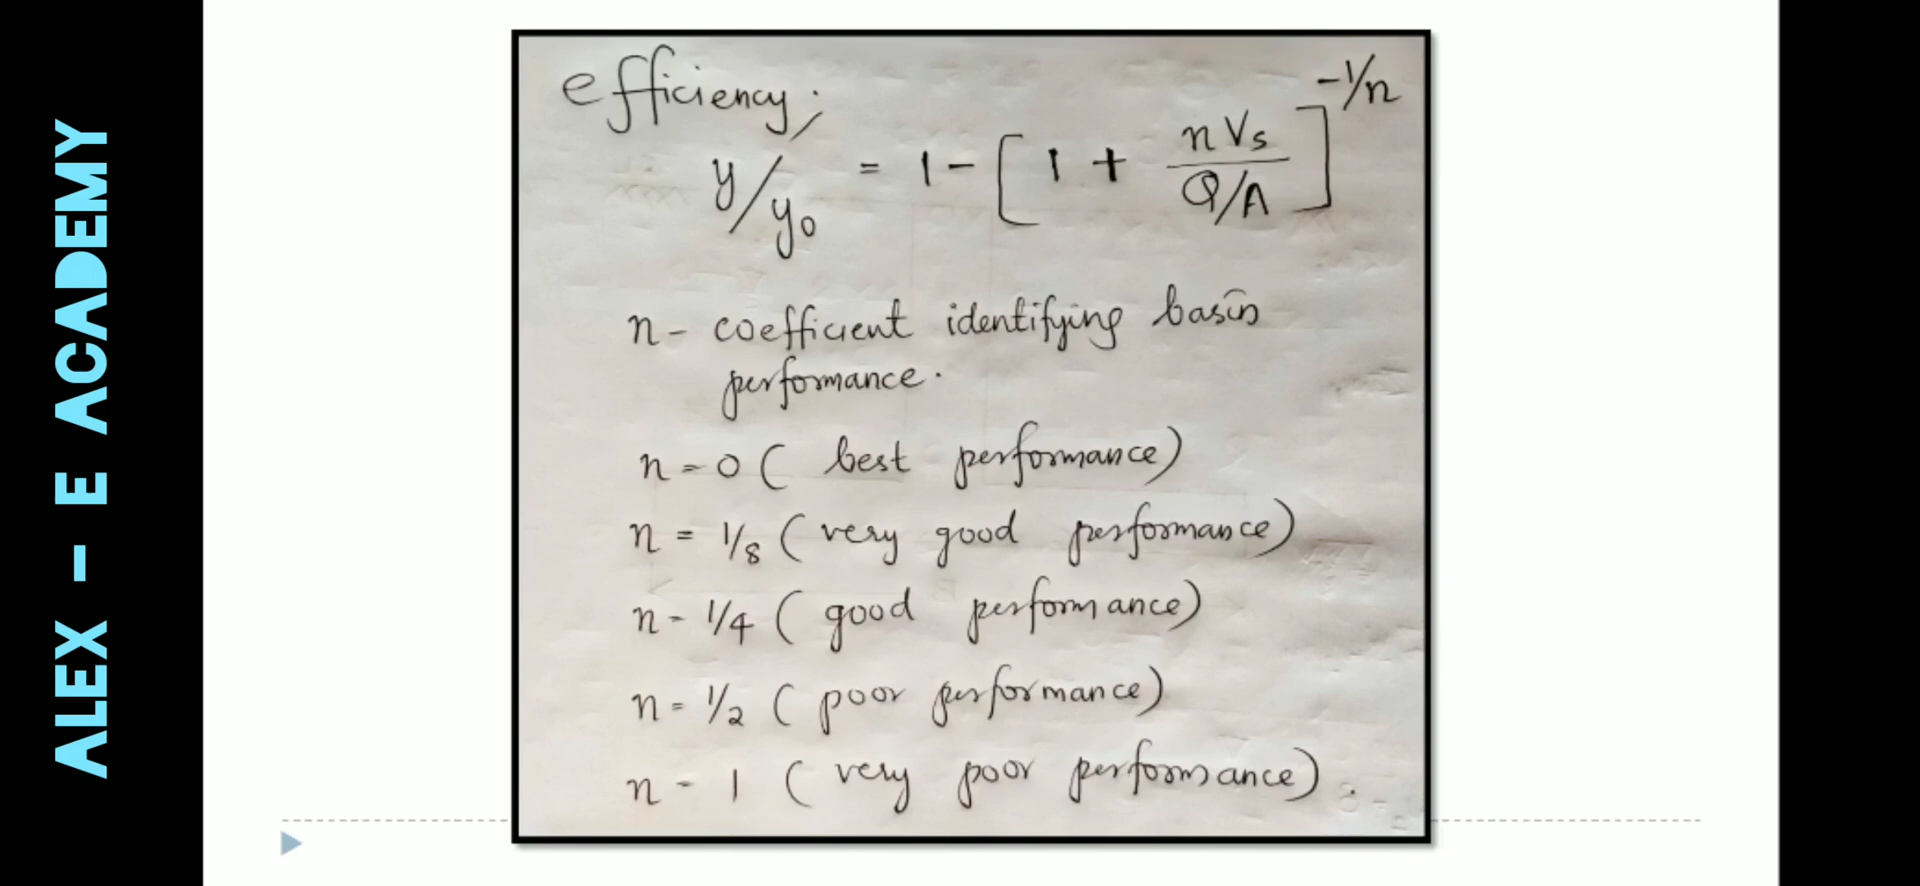 ALEX - E ACADEMY
efficiency;
y/y₀ = 1 - [1 + nVs / Q/A]^-1/n
n - coefficient identifying basin
performance.
n = 0 ( best performance)
n = 1/8 ( very good performance)
n = 1/4 ( good performance)
n = 1/2 ( poor performance)
n = 1 ( very poor performance).